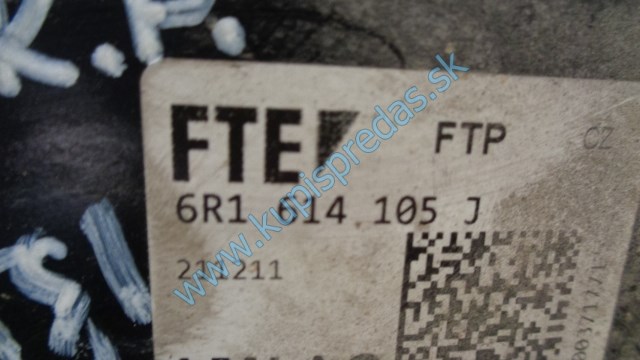 FTE
FTP
CZ
6R1 614 105 J
211211
www.kupispredas.sk